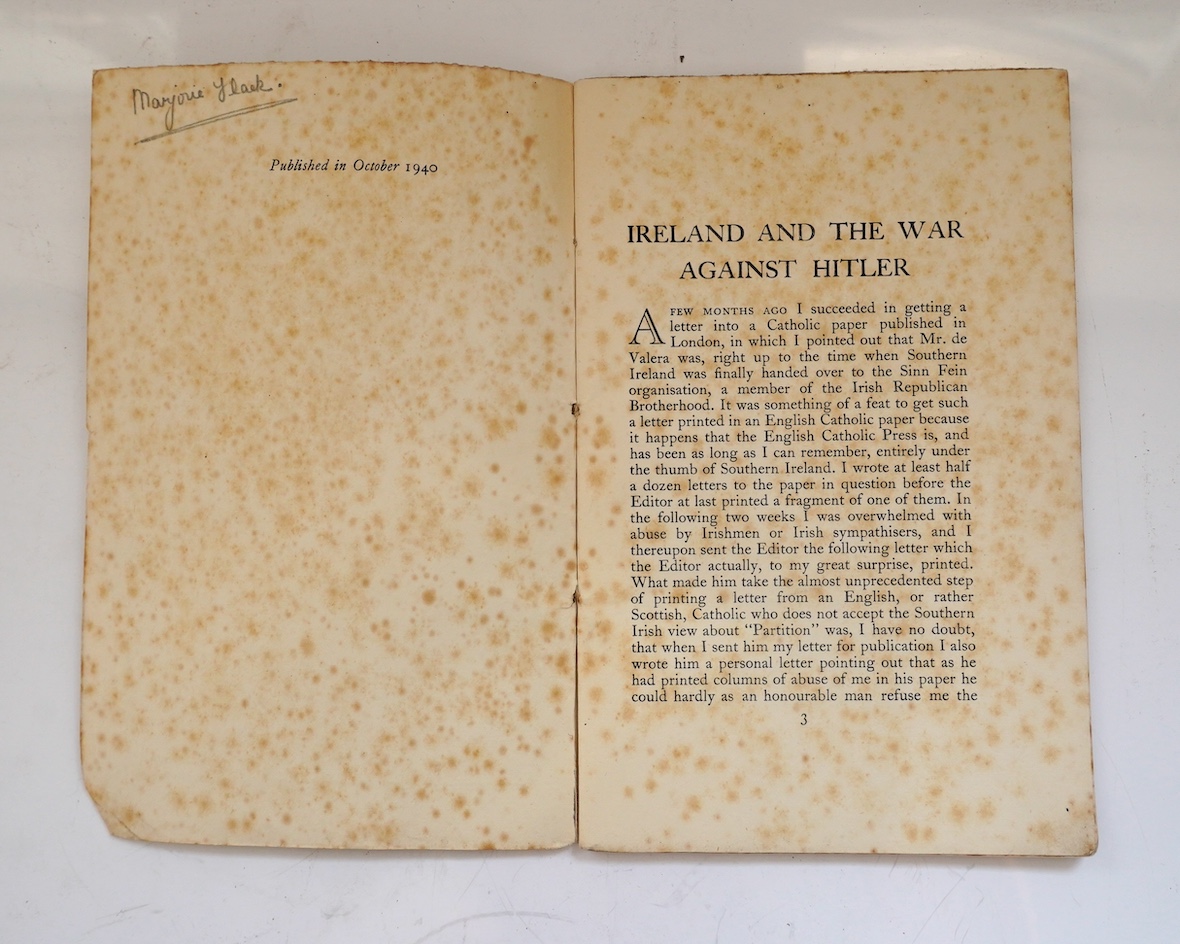 Marjorie
Published in October 1940
IRELAND AND THE WAR
AGAINST HITLER
A FEW MONTHS AGO I succeeded in getting a
letter into a Catholic paper published in
London, in which I pointed out that Mr. de
Valera was, right up to the time when Southern
Ireland was finally handed over to the Sinn Fein
organisation, a member of the Irish Republican
Brotherhood. It was something of a feat to get such
a letter printed in an English Catholic paper because
it happens that the English Catholic Press is, and
has been as long as I can remember, entirely under
the thumb of Southern Ireland. I wrote at least half
a dozen letters to the paper in question before the
Editor at last printed a fragment of one of them. In
the following two weeks I was overwhelmed with
abuse by Irishmen or Irish sympathisers, and I
thereupon sent the Editor the following letter which
the Editor actually, to my great surprise, printed.
What made him take the almost unprecedented step
of printing a letter from an English, or rather
Scottish, Catholic who does not accept the Southern
Irish view about “Partition” was, I have no doubt,
that when I sent him my letter for publication I also
wrote him a personal letter pointing out that as he
had printed columns of abuse of me in his paper he
could hardly as an honourable man refuse me the
3